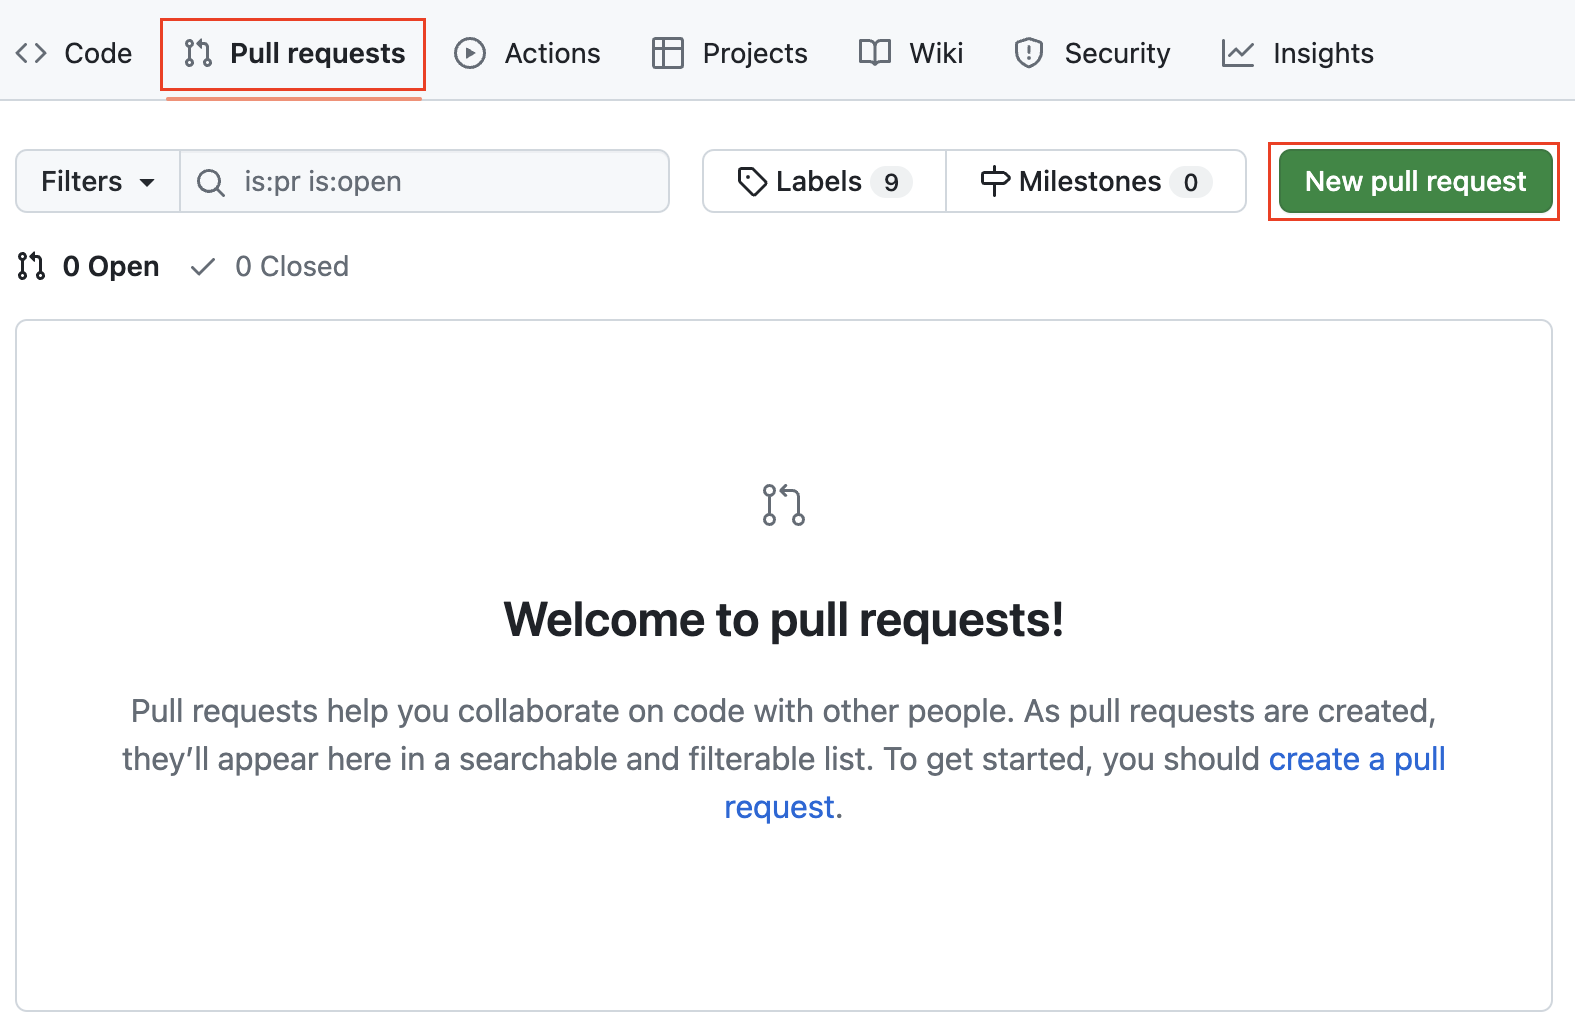 Code Pull requests Actions Projects Wiki Security Insights
Filters is:pr is:open Labels 9 Milestones 0 New pull request
0 Open 0 Closed
Welcome to pull requests!
Pull requests help you collaborate on code with other people. As pull requests are created,
they’ll appear here in a searchable and filterable list. To get started, you should create a pull
request.